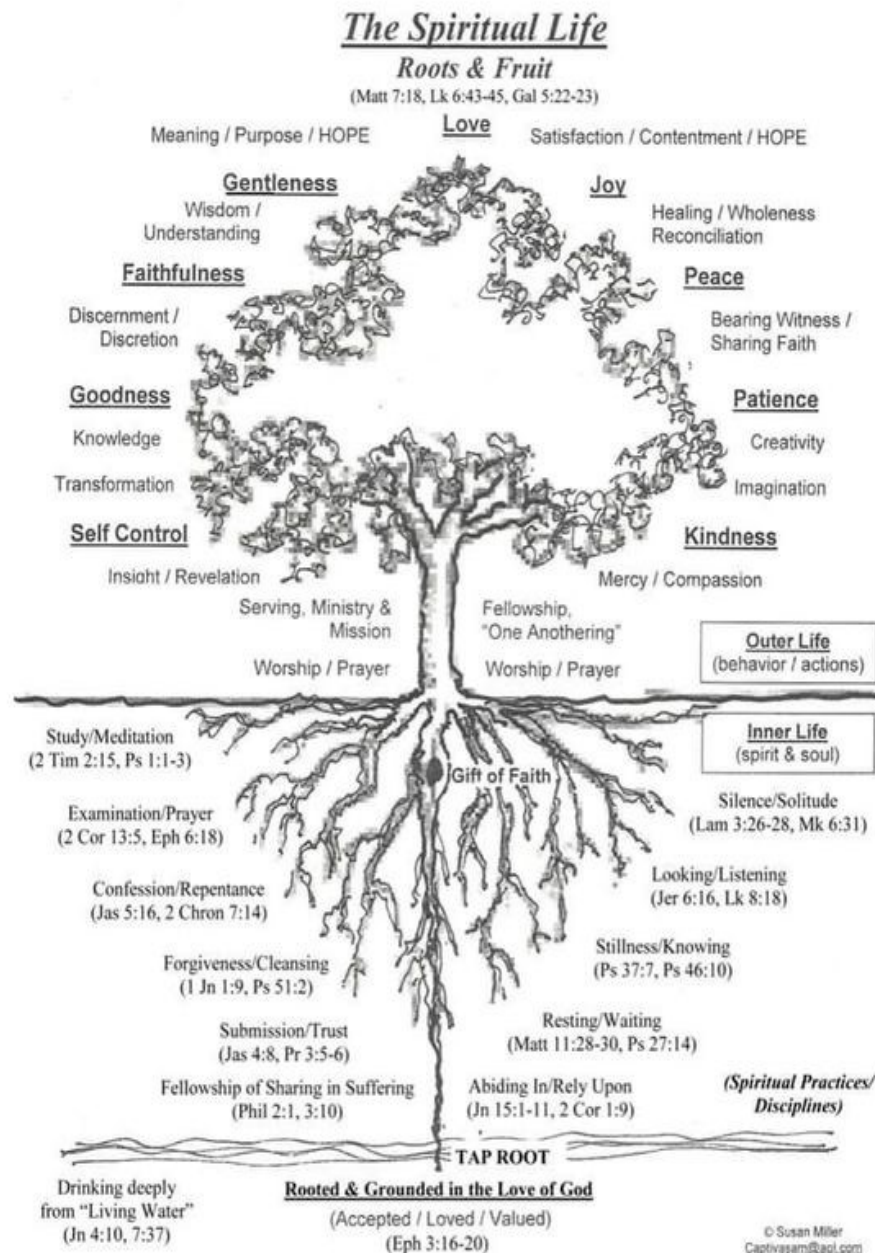 The Spiritual Life
Roots & Fruit
(Matt 7:18, Lk 6:43-45, Gal 5:22-23)
Love
Meaning / Purpose / HOPE
Satisfaction / Contentment / HOPE
Gentleness
Joy
Wisdom /
Understanding
Healing / Wholeness
Reconciliation
Faithfulness
Peace
Discernment /
Discretion
Bearing Witness /
Sharing Faith
Goodness
Patience
Knowledge
Creativity
Transformation
Imagination
Self Control
Kindness
Insight / Revelation
Mercy / Compassion
Serving, Ministry &
Mission
Fellowship,
"One Anothering"
Worship / Prayer
Worship / Prayer
Outer Life
(behavior / actions)
Inner Life
(spirit & soul)
Study/Meditation
(2 Tim 2:15, Ps 1:1-3)
Gift of Faith
Silence/Solitude
(Lam 3:26-28, Mk 6:31)
Examination/Prayer
(2 Cor 13:5, Eph 6:18)
Looking/Listening
(Jer 6:16, Lk 8:18)
Confession/Repentance
(Jas 5:16, 2 Chron 7:14)
Stillness/Knowing
(Ps 37:7, Ps 46:10)
Forgiveness/Cleansing
(1 Jn 1:9, Ps 51:2)
Resting/Waiting
(Matt 11:28-30, Ps 27:14)
Submission/Trust
(Jas 4:8, Pr 3:5-6)
Fellowship of Sharing in Suffering
(Phil 2:1, 3:10)
Abiding In/Rely Upon
(Jn 15:1-11, 2 Cor 1:9)
(Spiritual Practices/
Disciplines)
TAP ROOT
Drinking deeply
from "Living Water"
(Jn 4:10, 7:37)
Rooted & Grounded in the Love of God
(Accepted / Loved / Valued)
(Eph 3:16-20)
© Susan Miller
Captivasam@aol.com